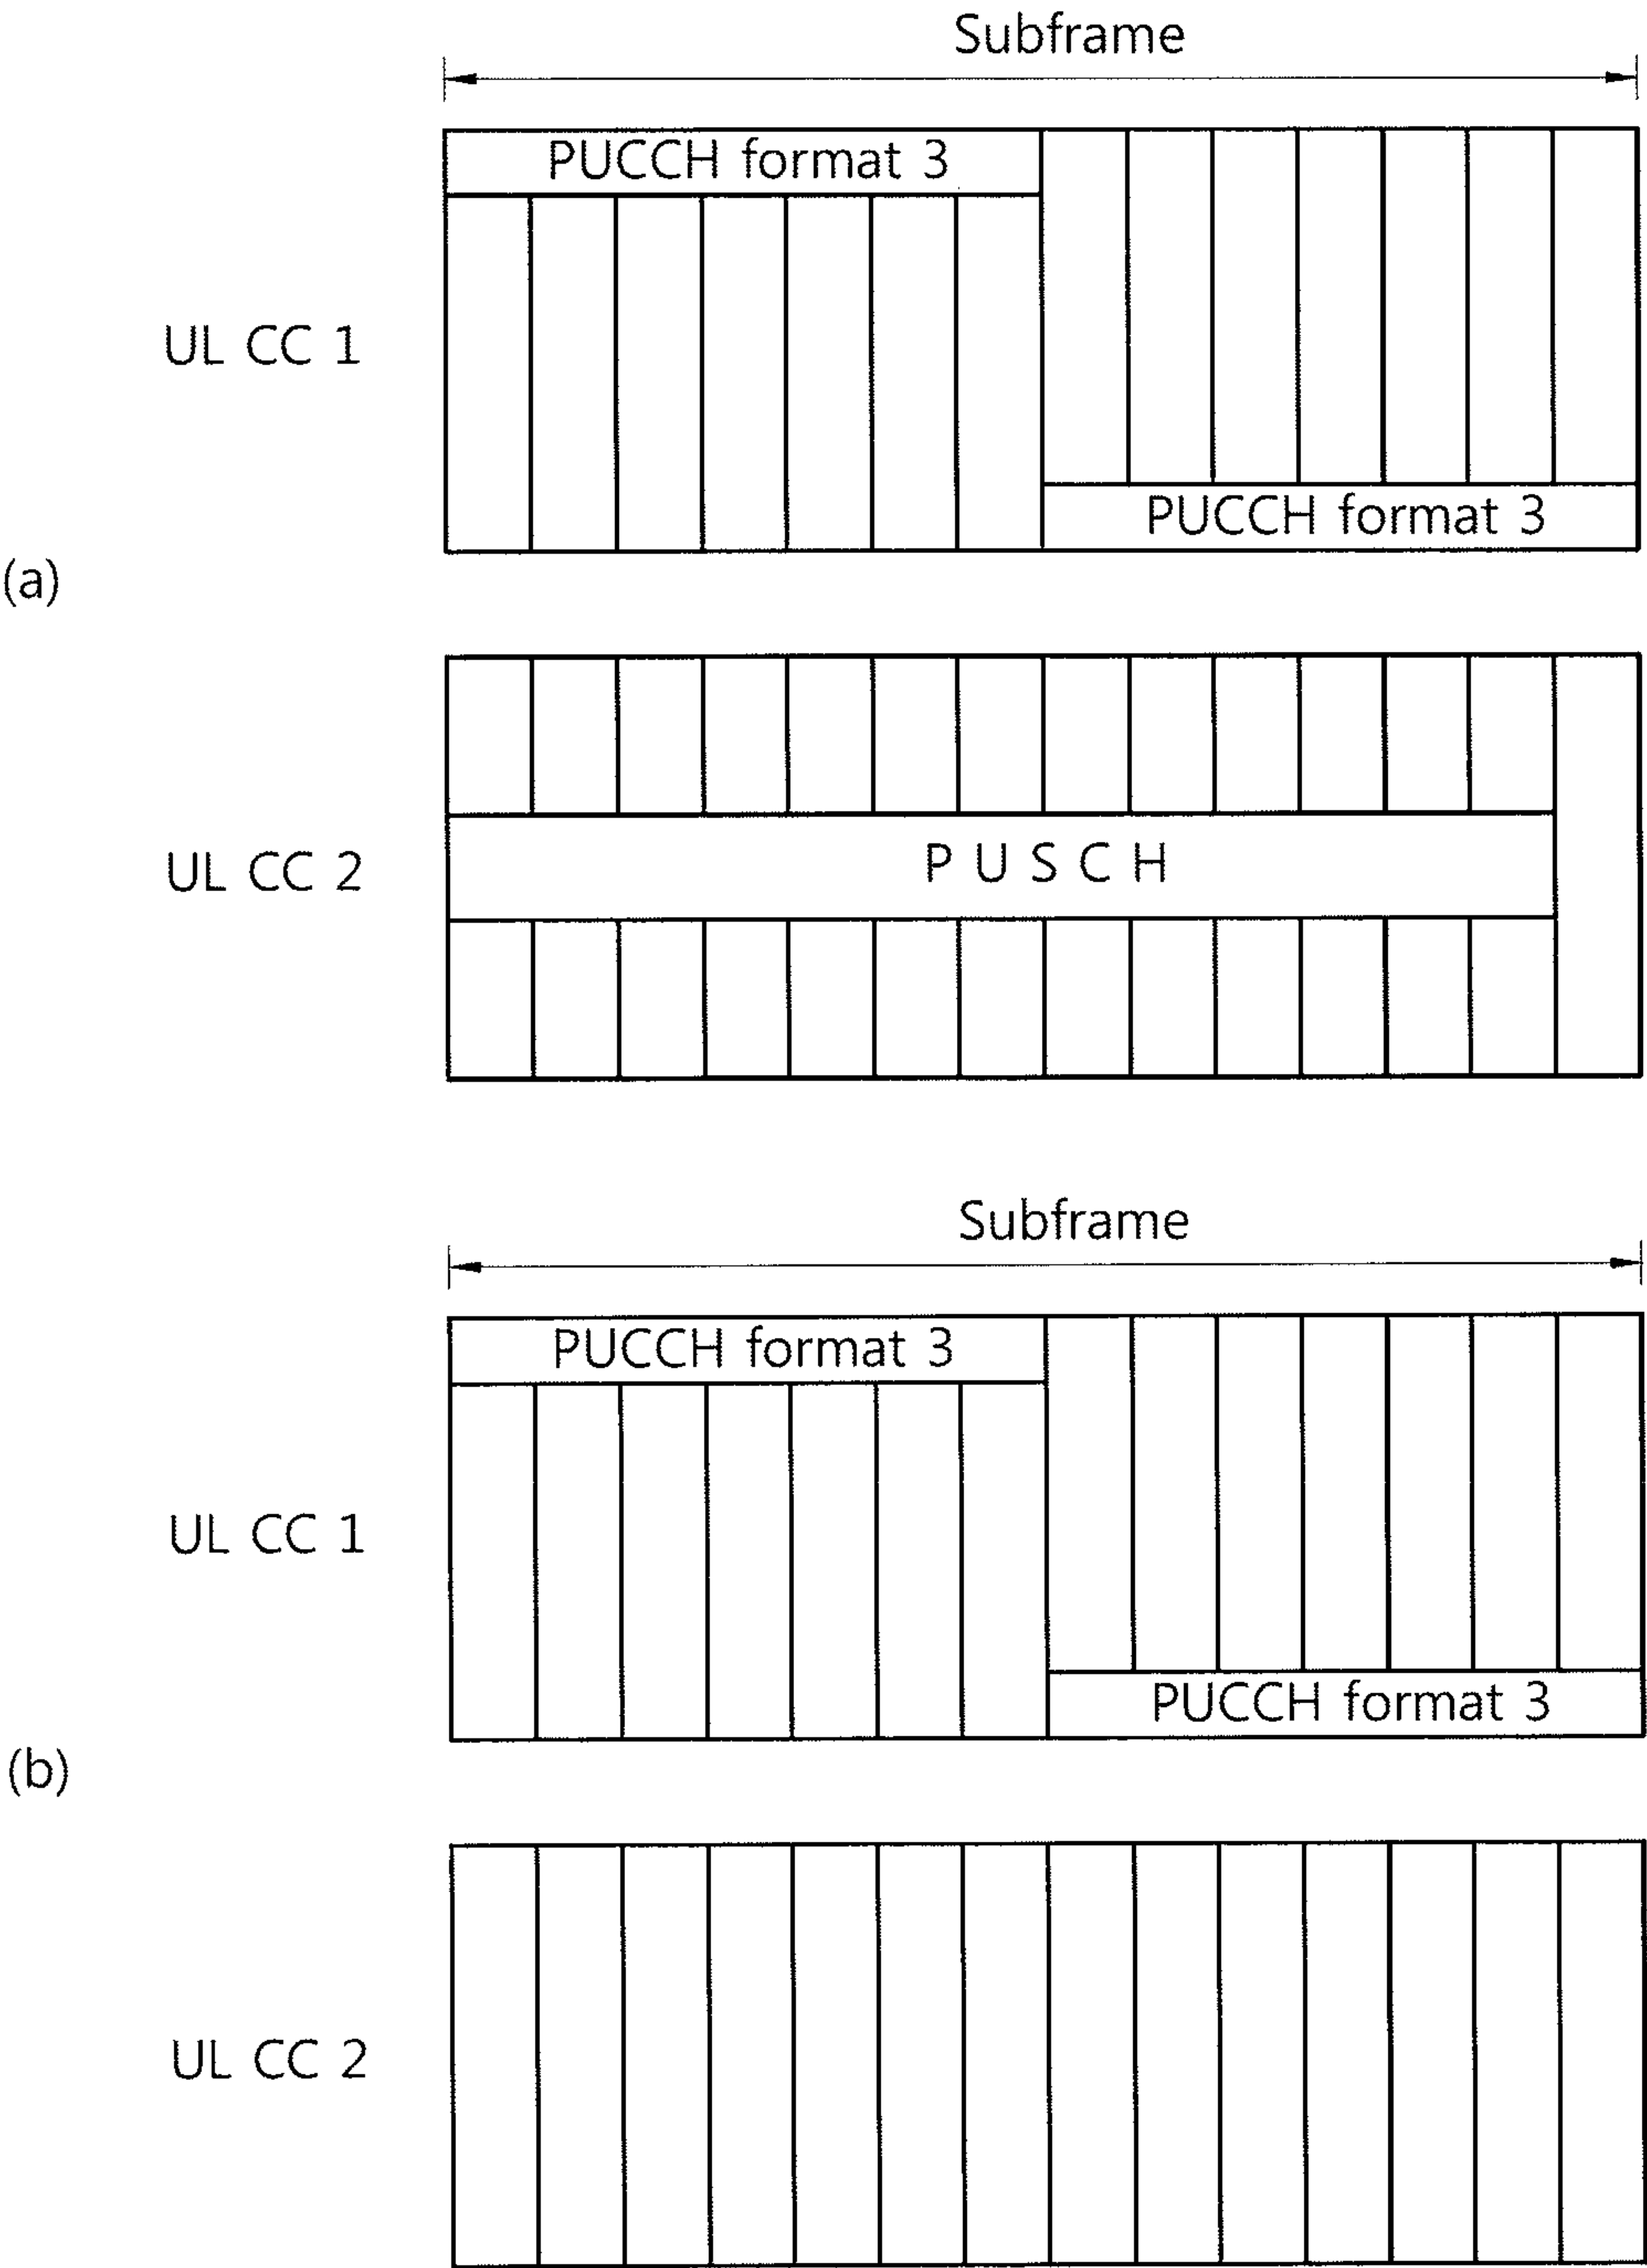 Subframe
PUCCH format 3
UL CC 1
PUCCH format 3
(a)
UL CC 2
P U S C H
Subframe
PUCCH format 3
UL CC 1
PUCCH format 3
(b)
UL CC 2